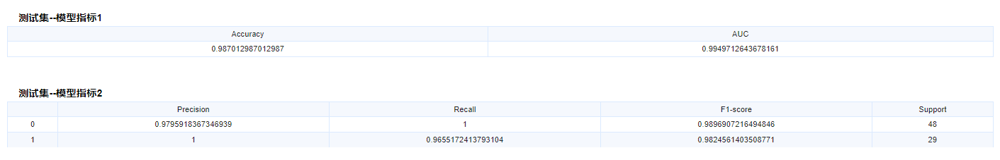 测试集--模型指标1
Accuracy AUC
0.987012987012987 0.9949712643678161
测试集--模型指标2
Precision Recall F1-score Support
0 0.9795918367346939 1 0.9896907216494846 48
1 1 0.9655172413793104 0.9824561403508771 29